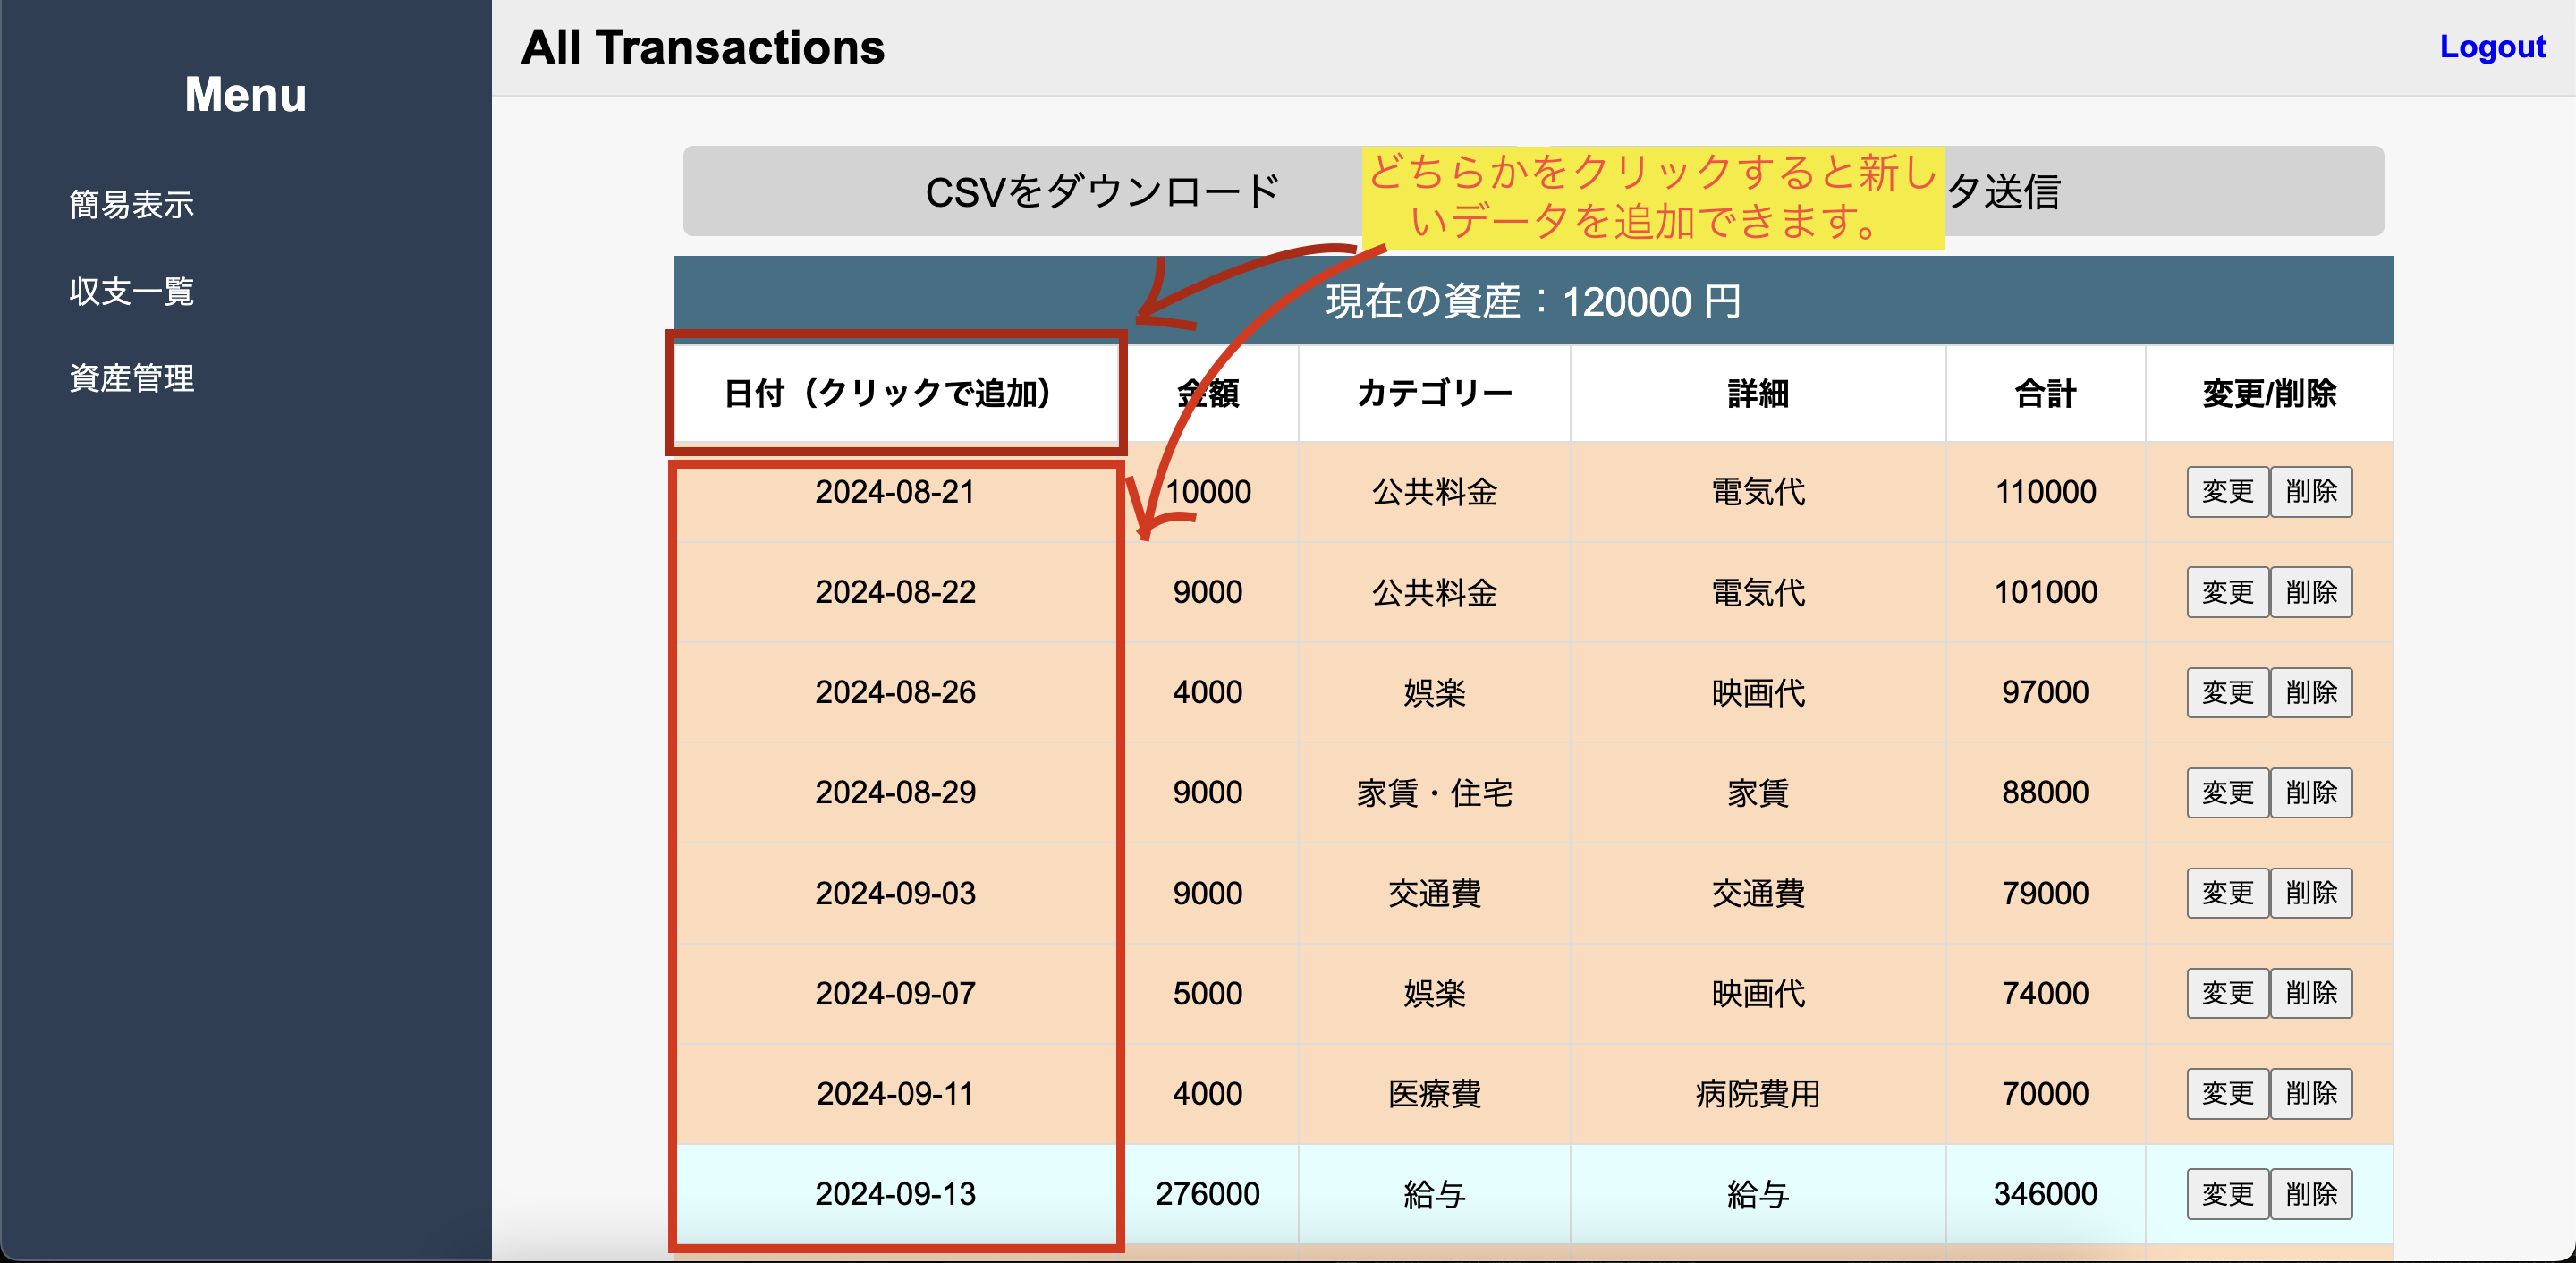 Menu
簡易表示
収支一覧
資産管理
All Transactions
Logout
CSVをダウンロード
どちらかをクリックすると新し
いデータを追加できます。
タ送信
現在の資産：120000 円
日付（クリックで追加） 金額 カテゴリー 詳細 合計 変更/削除
2024-08-21 10000 公共料金 電気代 110000 変更 削除
2024-08-22 9000 公共料金 電気代 101000 変更 削除
2024-08-26 4000 娯楽 映画代 97000 変更 削除
2024-08-29 9000 家賃・住宅 家賃 88000 変更 削除
2024-09-03 9000 交通費 交通費 79000 変更 削除
2024-09-07 5000 娯楽 映画代 74000 変更 削除
2024-09-11 4000 医療費 病院費用 70000 変更 削除
2024-09-13 276000 給与 給与 346000 変更 削除